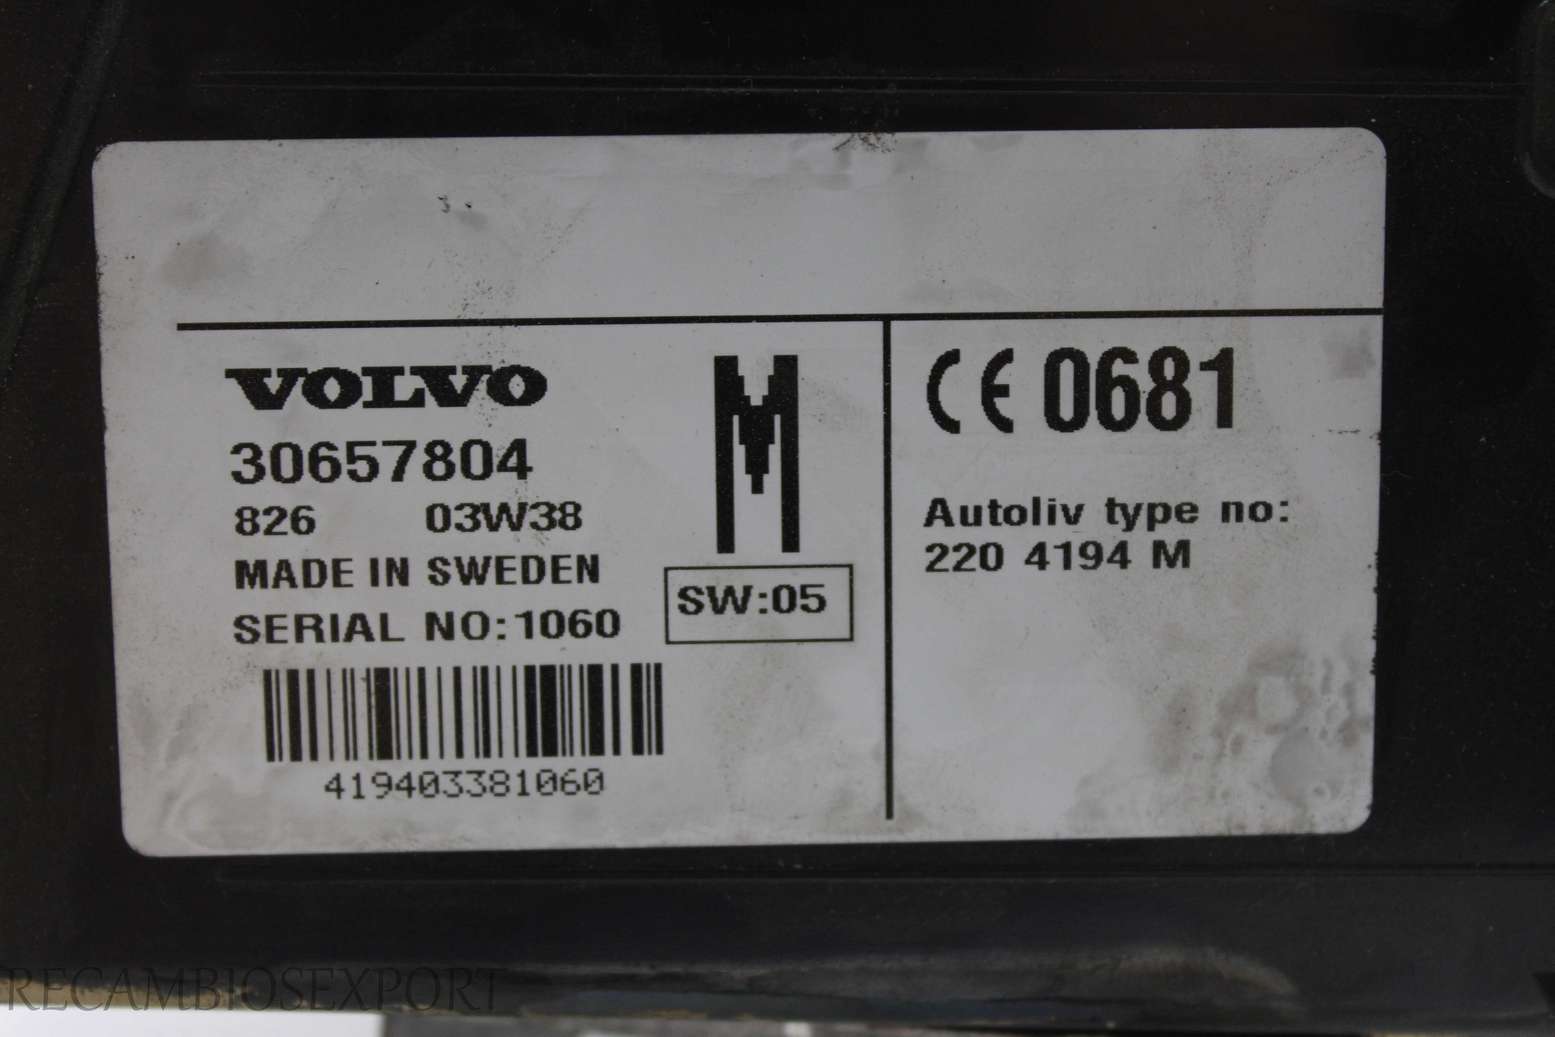 VOLVO
30657804
826 03W38
MADE IN SWEDEN
SERIAL NO:1060
419403381060
M
SW:05
CE 0681
Autoliv type no:
220 4194 M
RECAMBIOSEXPORT